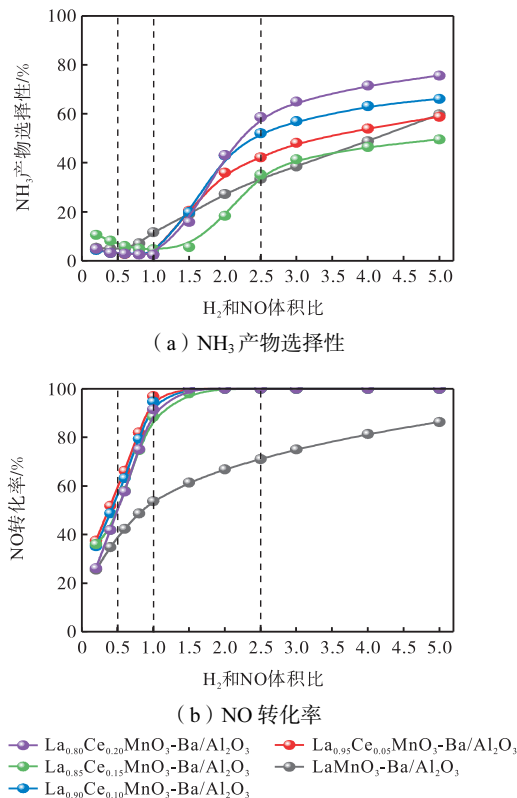 100
80
60
40
20
0
NH₃产物选择性/%
0 0.5 1.0 1.5 2.0 2.5 3.0 3.5 4.0 4.5 5.0
H₂和NO体积比
（a）NH₃产物选择性
100
80
60
40
20
0
NO转化率/%
0 0.5 1.0 1.5 2.0 2.5 3.0 3.5 4.0 4.5 5.0
H₂和NO体积比
（b）NO 转化率
La₀.₈₀Ce₀.₂₀MnO₃-Ba/Al₂O₃ La₀.₉₅Ce₀.₀₅MnO₃-Ba/Al₂O₃
La₀.₈₅Ce₀.₁₅MnO₃-Ba/Al₂O₃ LaMnO₃-Ba/Al₂O₃
La₀.₉₀Ce₀.₁₀MnO₃-Ba/Al₂O₃